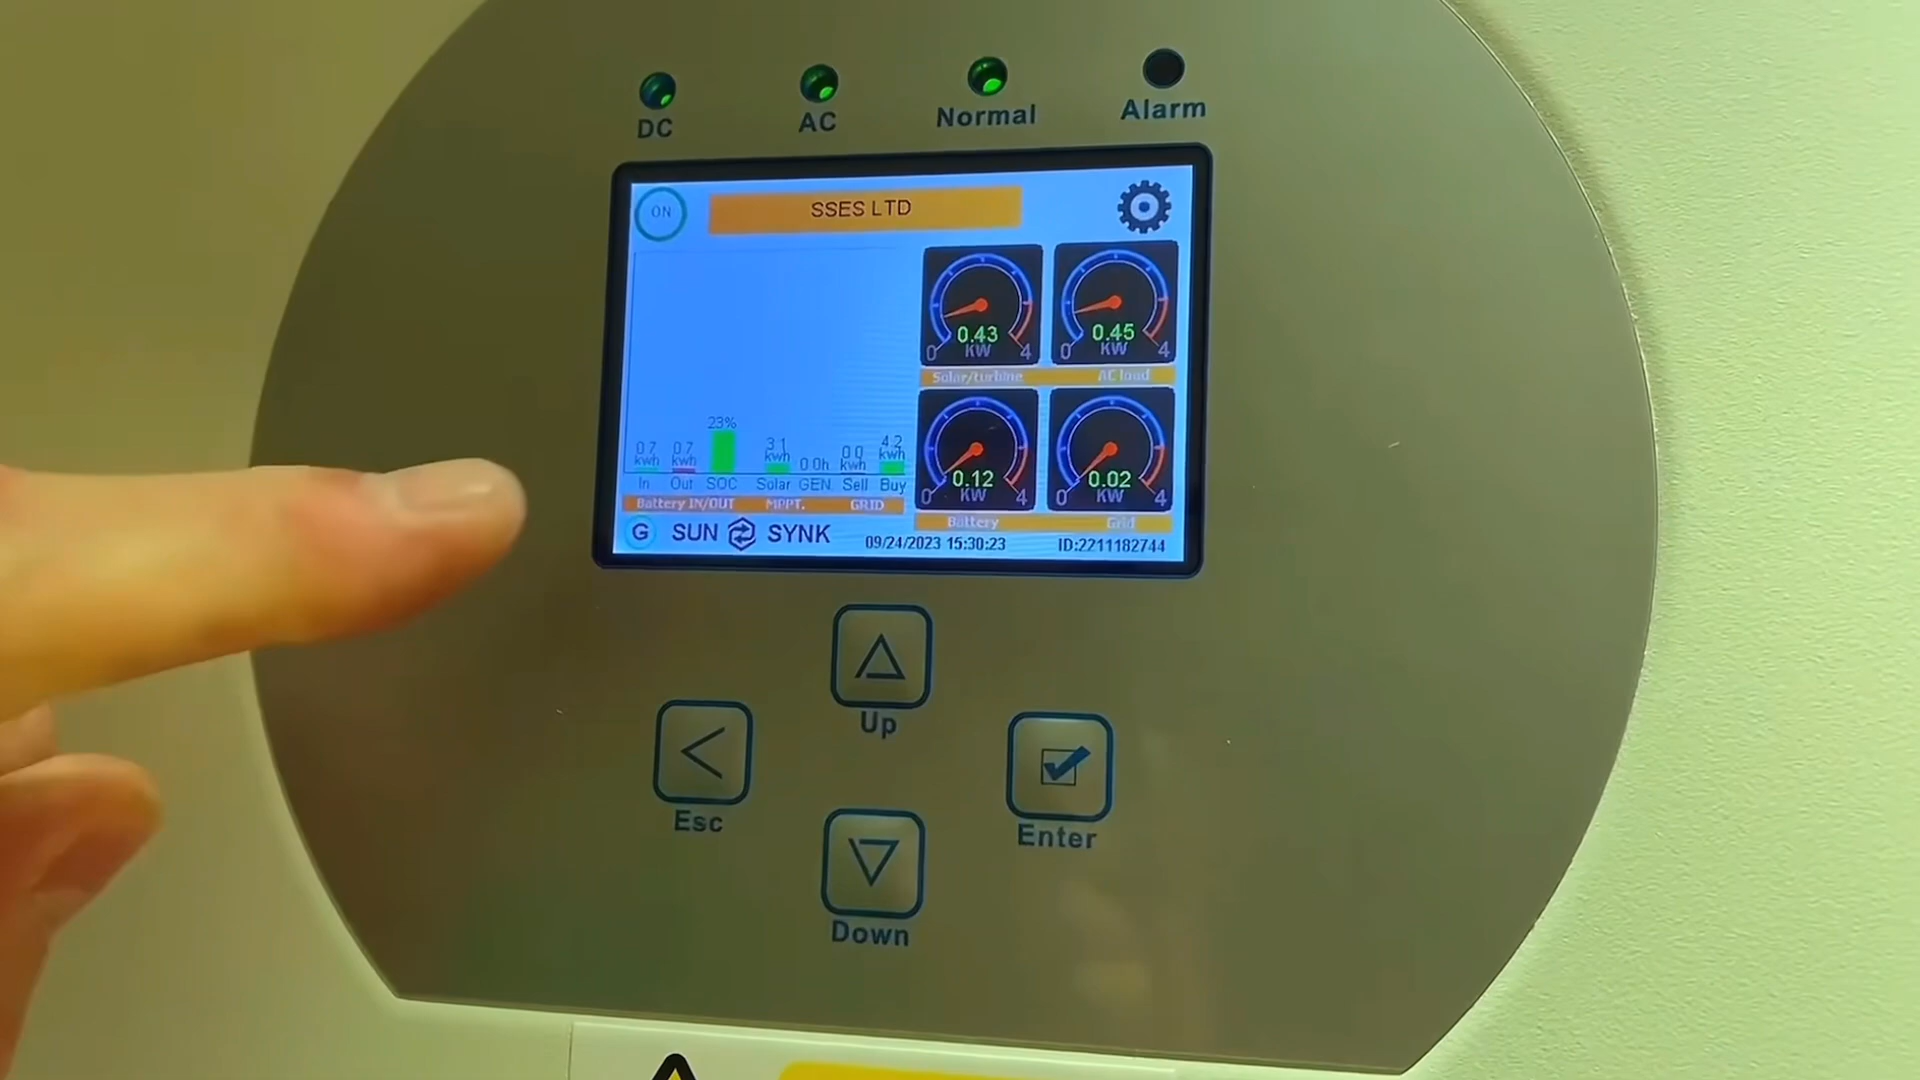 DC AC Normal Alarm
ON SSES LTD
0.43 KW 0 4
0.45 KW 0 4
Solar/turbine AC load
0.12 KW 0 4
0.02 KW 0 4
Battery Grid
0.7 kwh 0.7 kwh 23% 3.1 kwh 0.0h 0.0 kwh 4.2 kwh
In Out SOC Solar GEN. Sell Buy
Battery IN/OUT MPPT. GRID
G SUN SYNK 09/24/2023 15:30:23 ID:2211182744
Up
Esc
Enter
Down